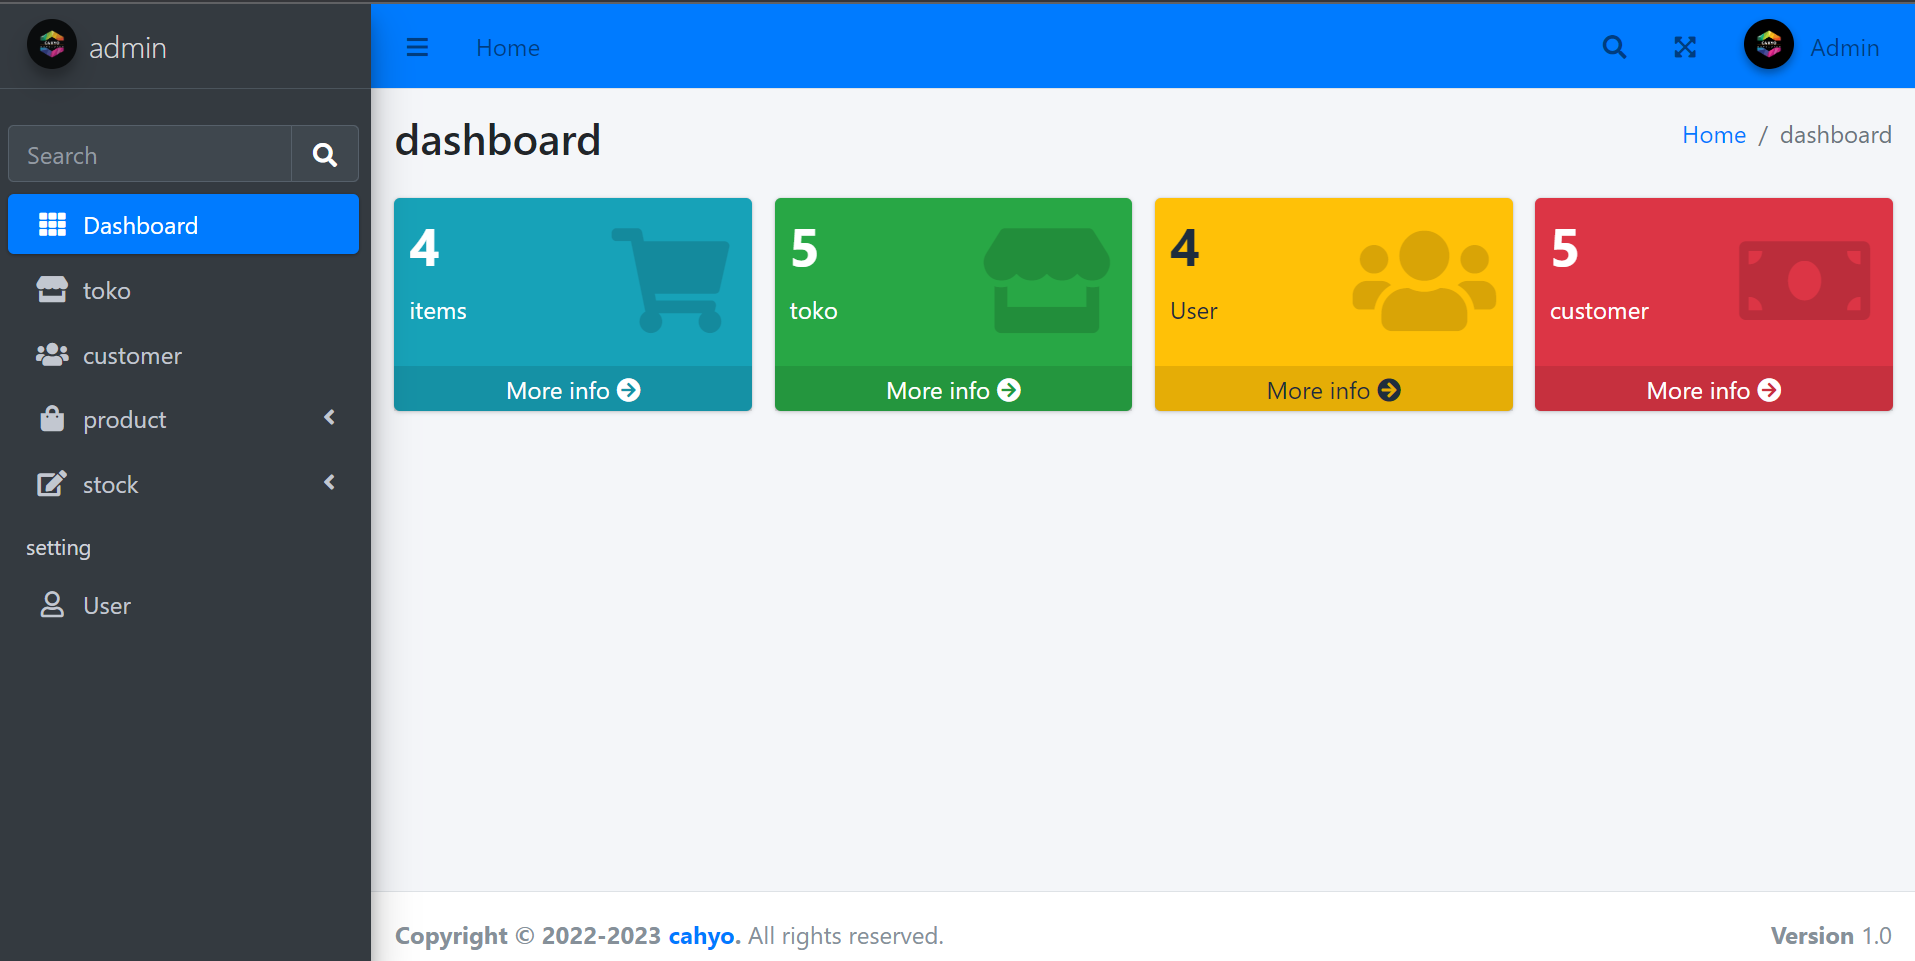 admin
Search
Dashboard
toko
customer
product
stock
setting
User
Home
Admin
dashboard
Home / dashboard
4
items
More info
5
toko
More info
4
User
More info
5
customer
More info
Copyright © 2022-2023 cahyo. All rights reserved.
Version 1.0